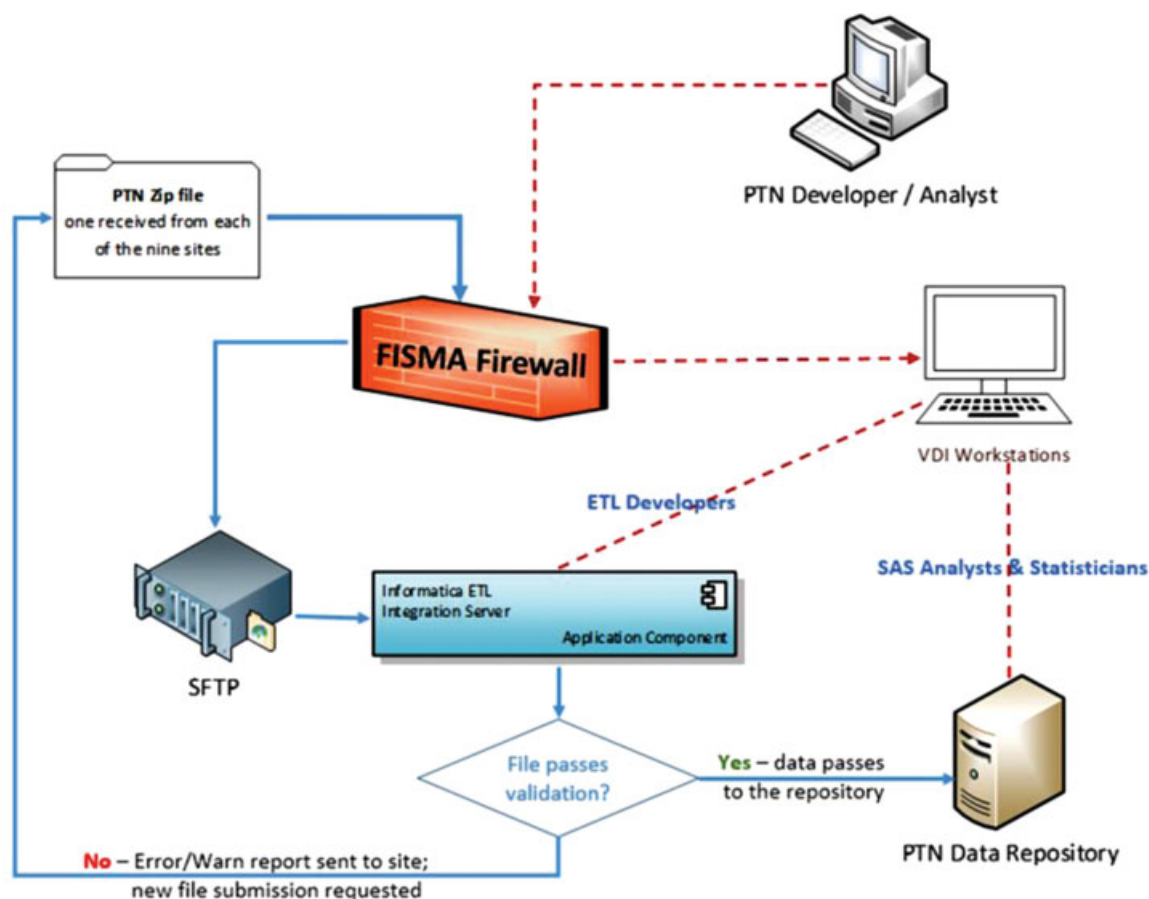 PTN Developer / Analyst
PTN Zip file
one received from each
of the nine sites
FISMA Firewall
VDI Workstations
ETL Developers
SAS Analysts & Statisticians
Informatica ETL
Integration Server
Application Component
SFTP
File passes
validation?
Yes – data passes
to the repository
PTN Data Repository
No – Error/Warn report sent to site;
new file submission requested